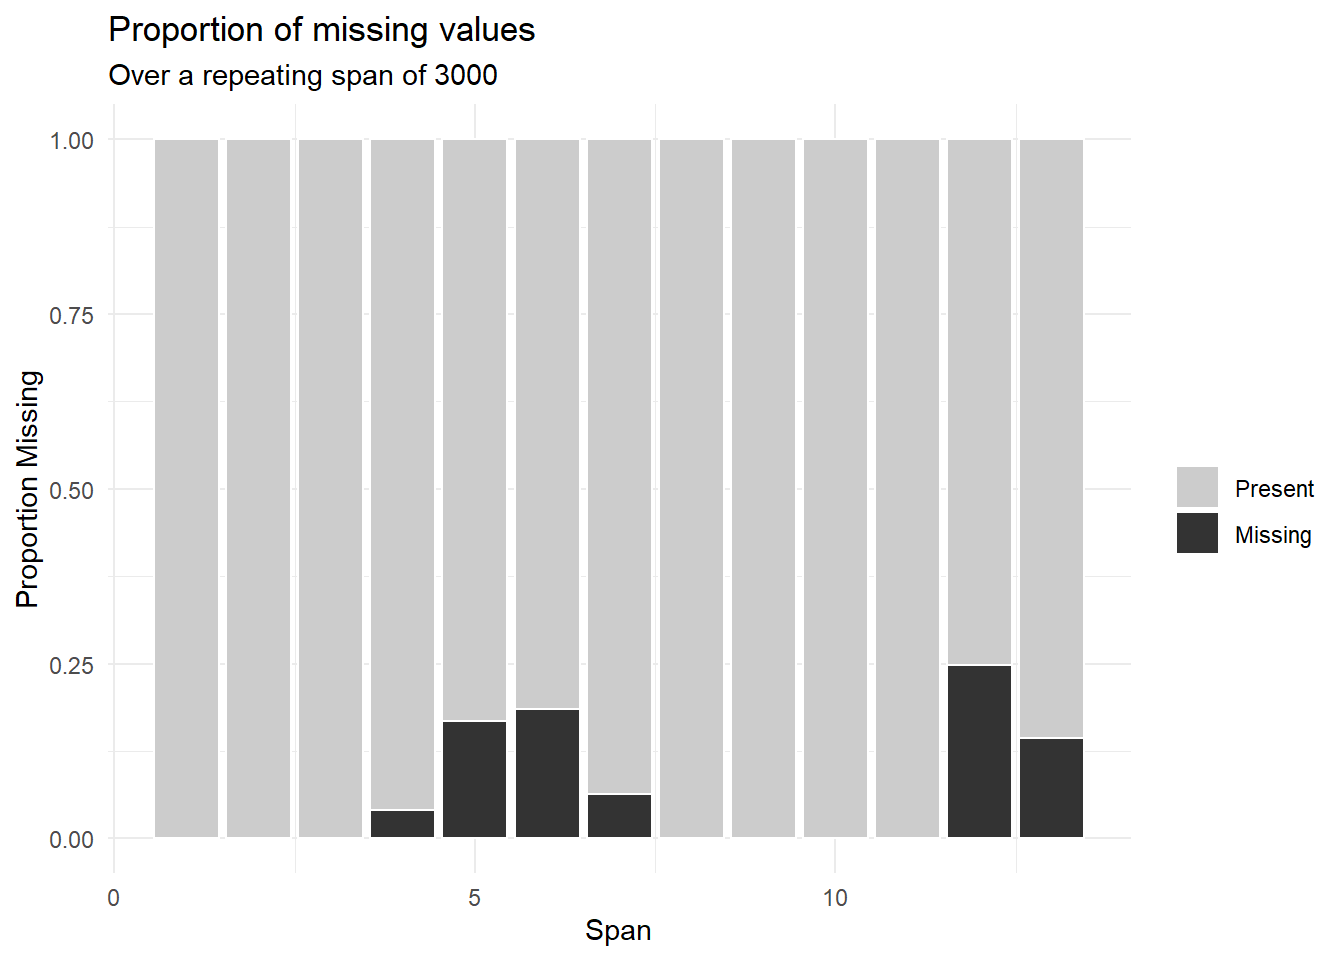 Proportion of missing values
Over a repeating span of 3000
1.00
0.75
0.50
0.25
0.00
Proportion Missing
0
5
10
Span
Present
Missing